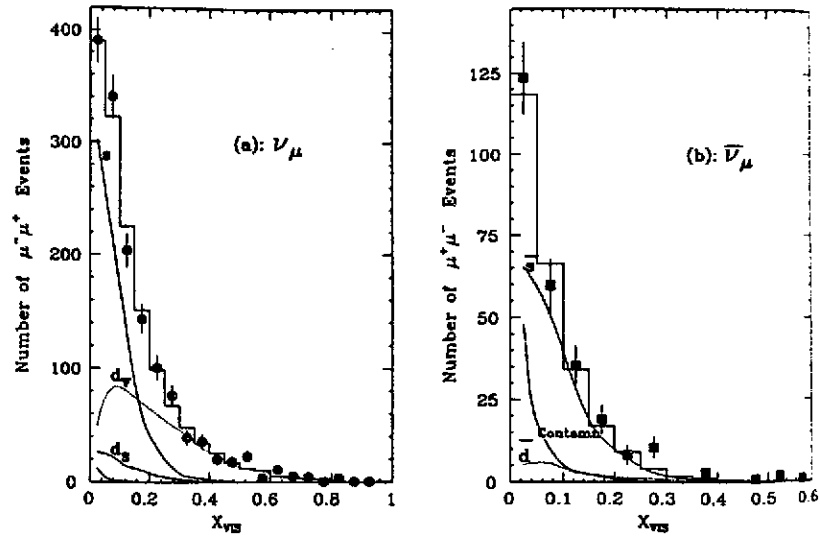 400
300
200
100
0
Number of μ⁻μ⁺ Events
(a): ν_μ
s
d_v
d_s
0 0.2 0.4 0.6 0.8 1
X_VIS
125
100
75
50
25
0
Number of μ⁺μ⁻ Events
(b): ν̅_μ
s̅
Contamn
d̅
0 0.1 0.2 0.3 0.4 0.5 0.6
X_VIS